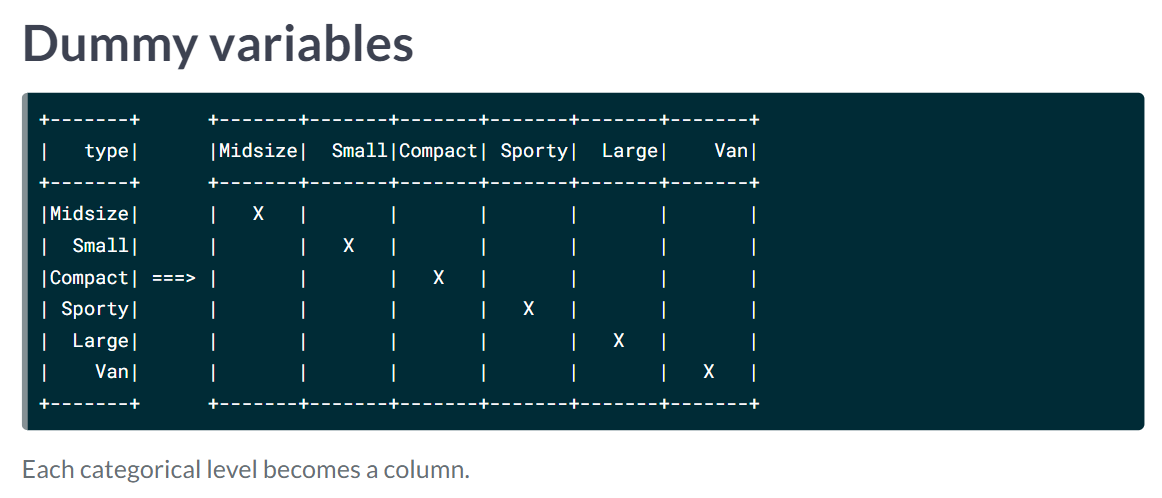 Dummy variables
+-------+      +-------+-------+-------+-------+-------+-------+
|   type|      |Midsize|  Small|Compact| Sporty|  Large|    Van|
+-------+      +-------+-------+-------+-------+-------+-------+
|Midsize|      |   X   |       |       |       |       |       |
|  Small|      |       |   X   |       |       |       |       |
|Compact| ===> |       |       |   X   |       |       |       |
| Sporty|      |       |       |       |   X   |       |       |
|  Large|      |       |       |       |       |   X   |       |
|    Van|      |       |       |       |       |       |   X   |
+-------+      +-------+-------+-------+-------+-------+-------+
Each categorical level becomes a column.